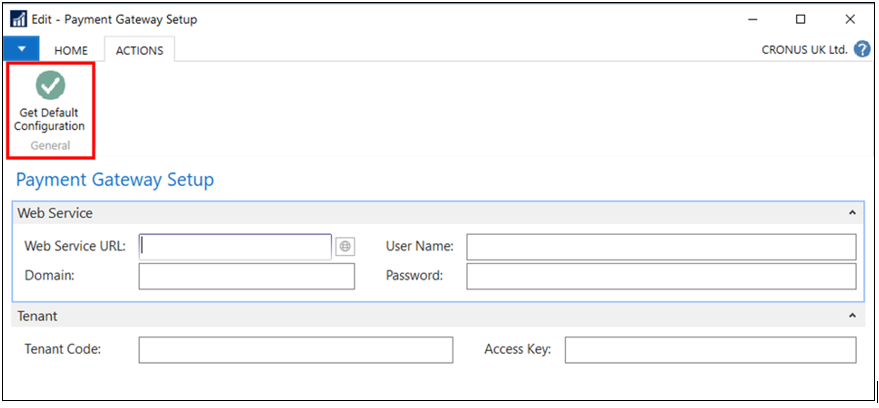 Edit - Payment Gateway Setup
HOME
ACTIONS
CRONUS UK Ltd.
?
Get Default
Configuration
General
Payment Gateway Setup
Web Service
Web Service URL:
User Name:
Domain:
Password:
Tenant
Tenant Code:
Access Key: